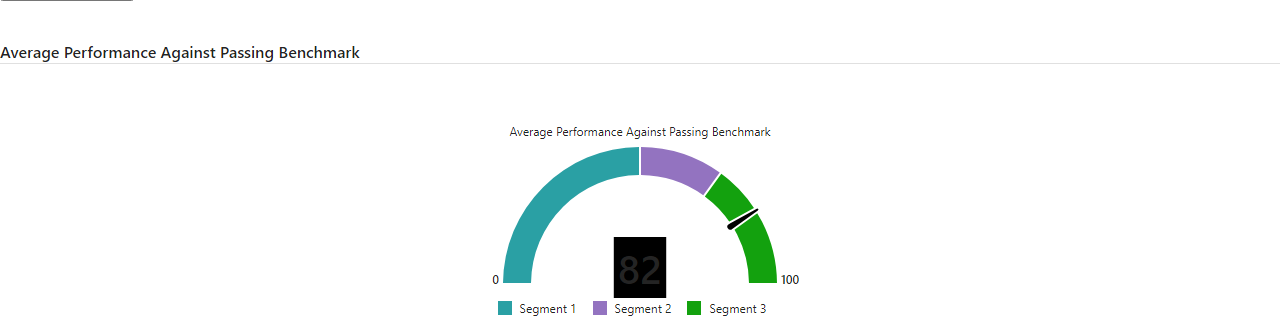 Average Performance Against Passing Benchmark
Average Performance Against Passing Benchmark
82
0
100
Segment 1 Segment 2 Segment 3